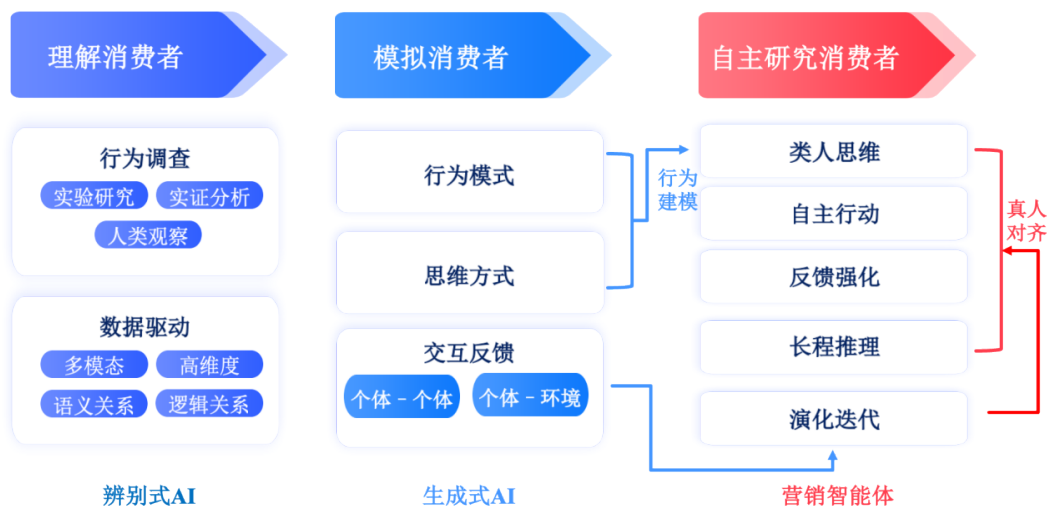 理解消费者
模拟消费者
自主研究消费者
行为调查
实验研究
实证分析
人类观察
数据驱动
多模态
高维度
语义关系
逻辑关系
辨别式AI
行为模式
思维方式
交互反馈
个体-个体
个体-环境
生成式AI
行为
建模
类人思维
自主行动
反馈强化
长程推理
演化迭代
营销智能体
真人
对齐